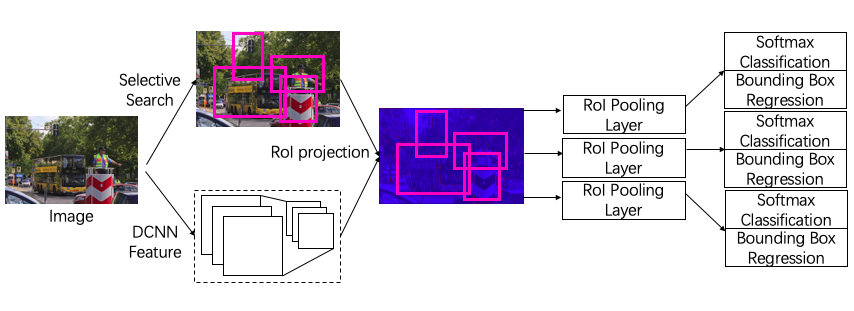 Selective
Search
Image
DCNN
Feature
RoI projection
RoI Pooling
Layer
RoI Pooling
Layer
RoI Pooling
Layer
Softmax
Classification
Bounding Box
Regression
Softmax
Classification
Bounding Box
Regression
Softmax
Classification
Bounding Box
Regression